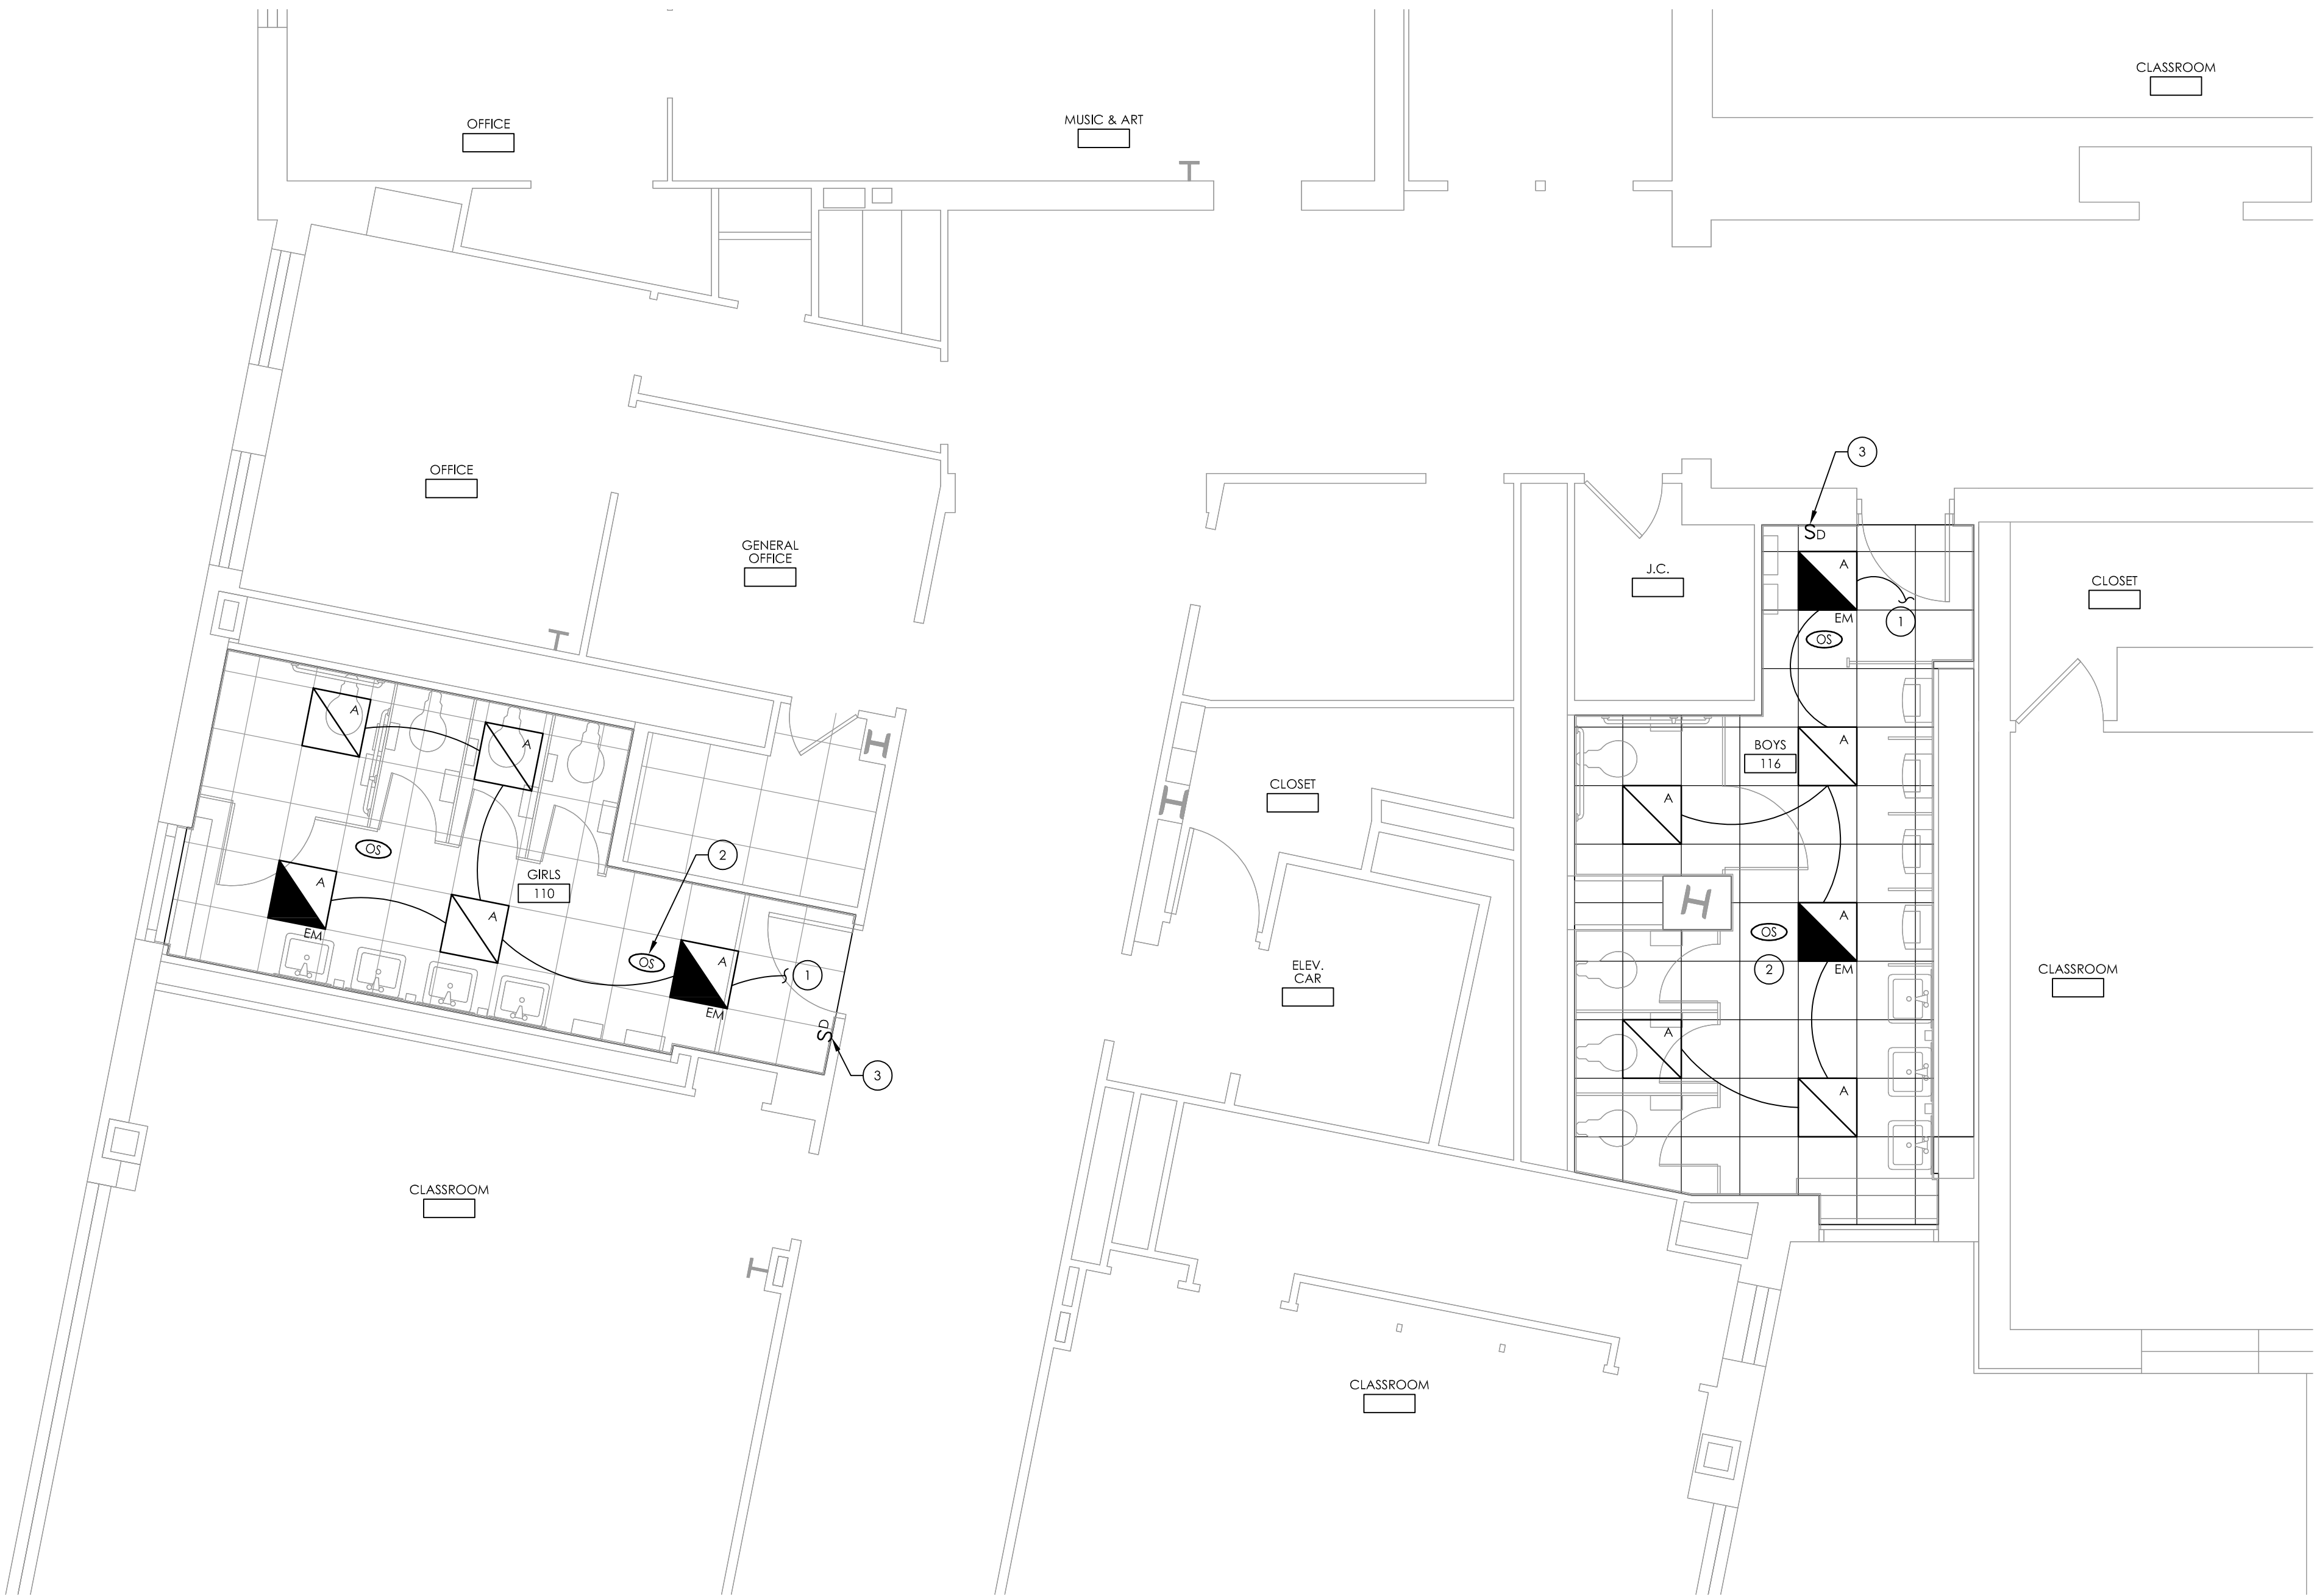 CLASSROOM
OFFICE
MUSIC & ART
3
OFFICE
SD
GENERAL
OFFICE
J.C.
A
CLOSET
EM
1
OS
A
A
BOYS
116
A
A
CLOSET
A
OS
2
GIRLS
110
A
EM
A
A
OS
A
EM
1
EM
SD
3
ELEV.
CAR
A
OS
2
EM
CLASSROOM
A
A
CLASSROOM
CLASSROOM